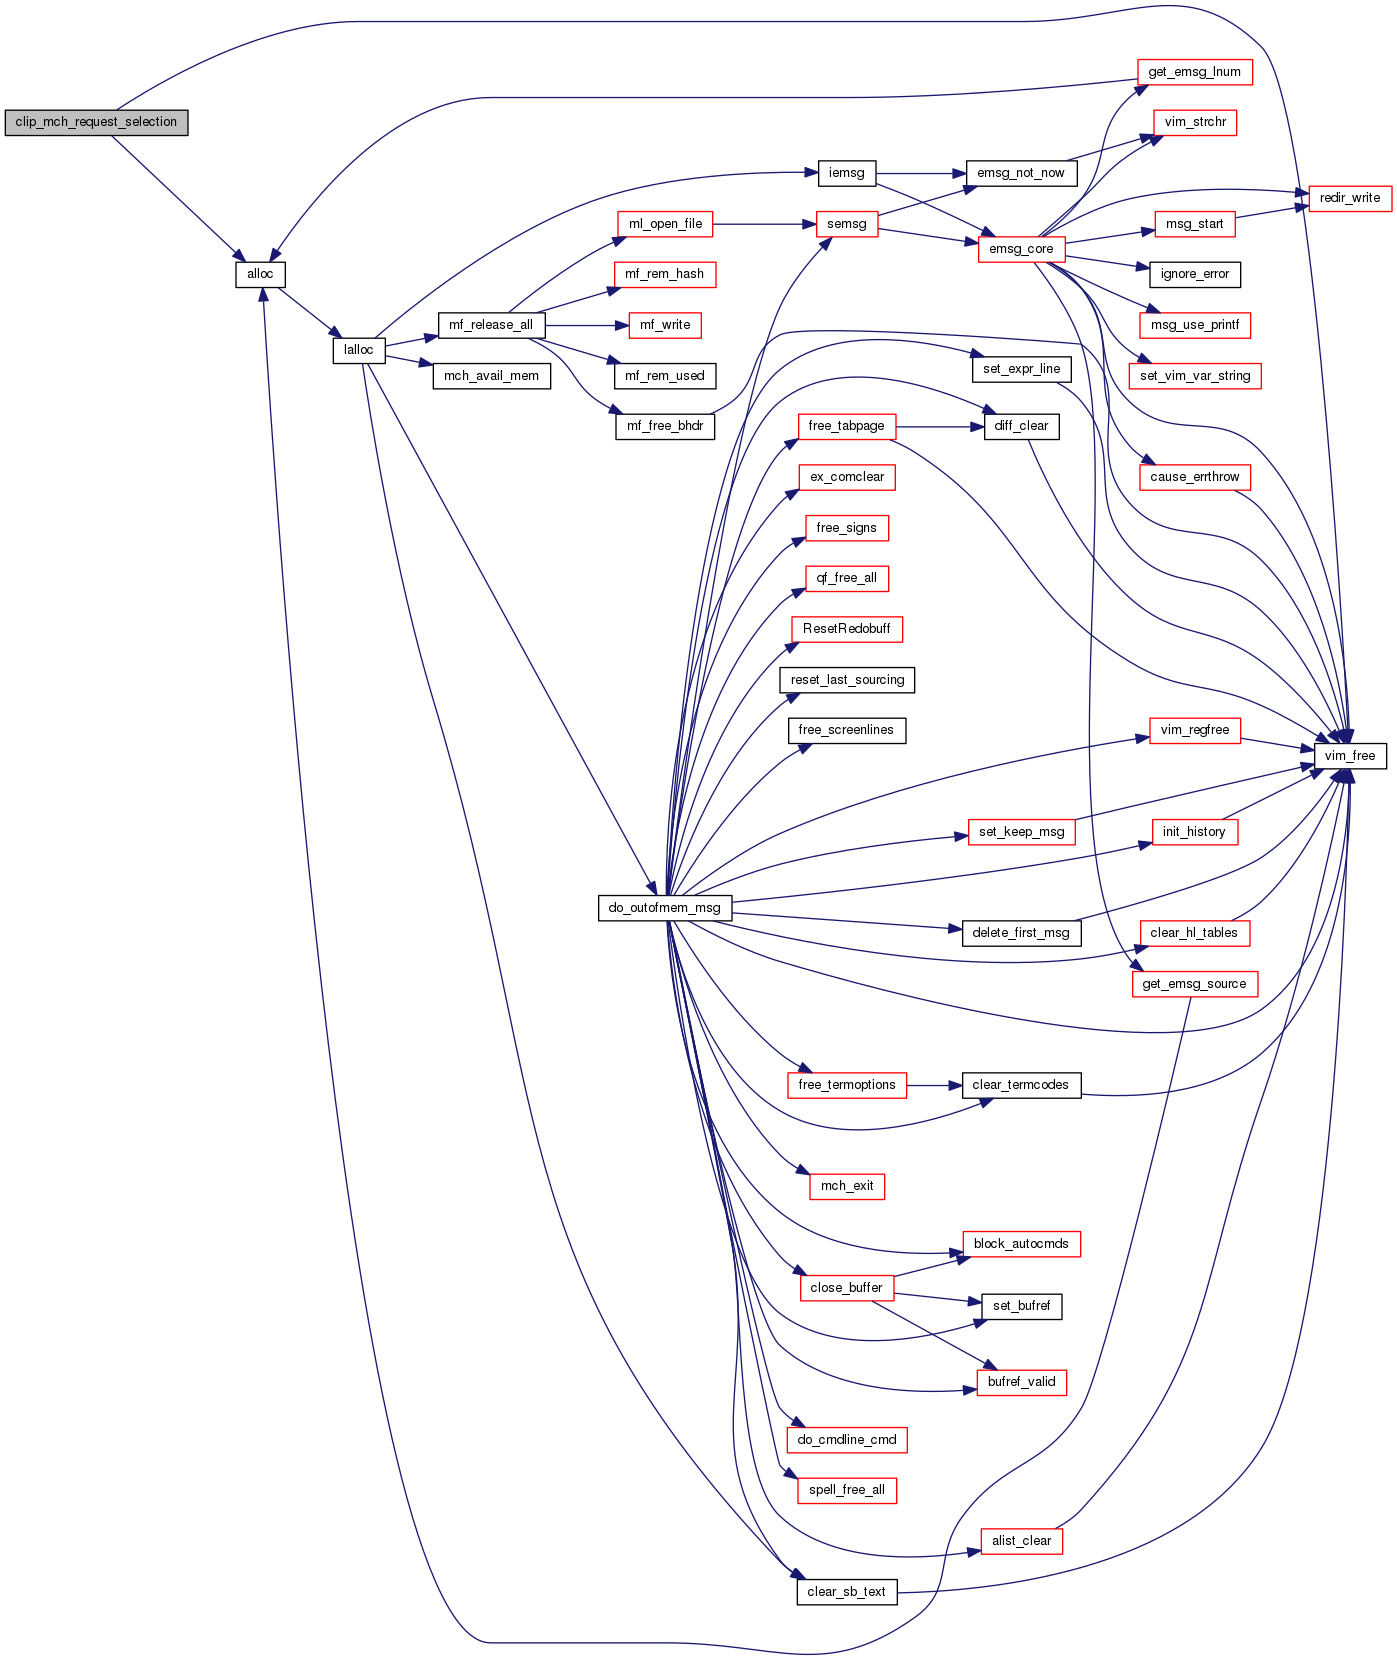 get_emsg_lnum
clip_mch_request_selection
vim_strchr
iemsg
emsg_not_now
redir_write
ml_open_file
semsg
msg_start
emsg_core
alloc
mf_rem_hash
ignore_error
mf_release_all
mf_write
msg_use_printf
lalloc
mch_avail_mem
mf_rem_used
set_expr_line
set_vim_var_string
mf_free_bhdr
free_tabpage
diff_clear
ex_comclear
cause_errthrow
free_signs
qf_free_all
ResetRedobuff
reset_last_sourcing
free_screenlines
vim_regfree
vim_free
set_keep_msg
init_history
do_outofmem_msg
delete_first_msg
clear_hl_tables
get_emsg_source
free_termoptions
clear_termcodes
mch_exit
block_autocmds
close_buffer
set_bufref
bufref_valid
do_cmdline_cmd
spell_free_all
alist_clear
clear_sb_text